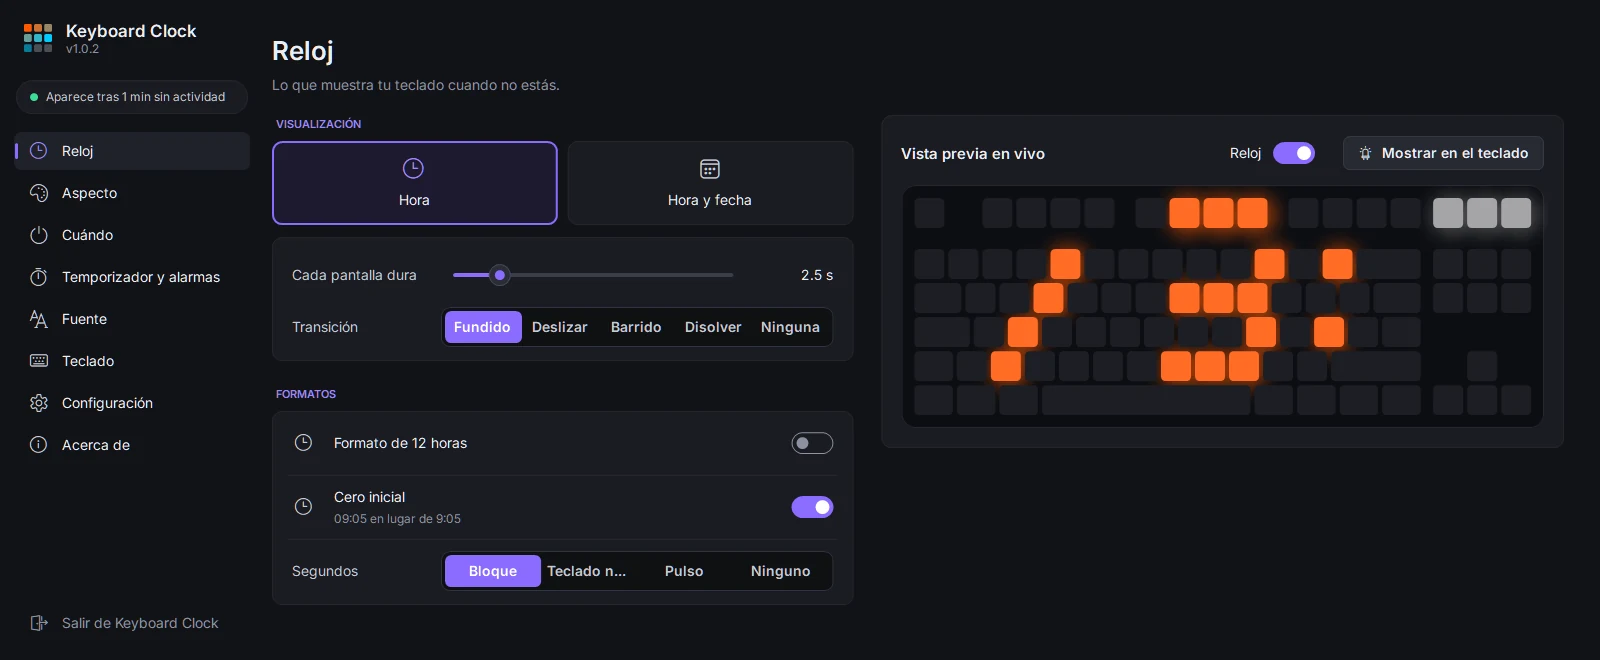 Keyboard Clock
v1.0.2
Aparece tras 1 min sin actividad
Reloj
Aspecto
Cuándo
Temporizador y alarmas
Fuente
Teclado
Configuración
Acerca de
Salir de Keyboard Clock
Reloj
Lo que muestra tu teclado cuando no estás.
VISUALIZACIÓN
Hora
Hora y fecha
Cada pantalla dura 2.5 s
Transición Fundido Deslizar Barrido Disolver Ninguna
FORMATOS
Formato de 12 horas
Cero inicial
09:05 en lugar de 9:05
Segundos Bloque Teclado n... Pulso Ninguno
Vista previa en vivo Reloj Mostrar en el teclado